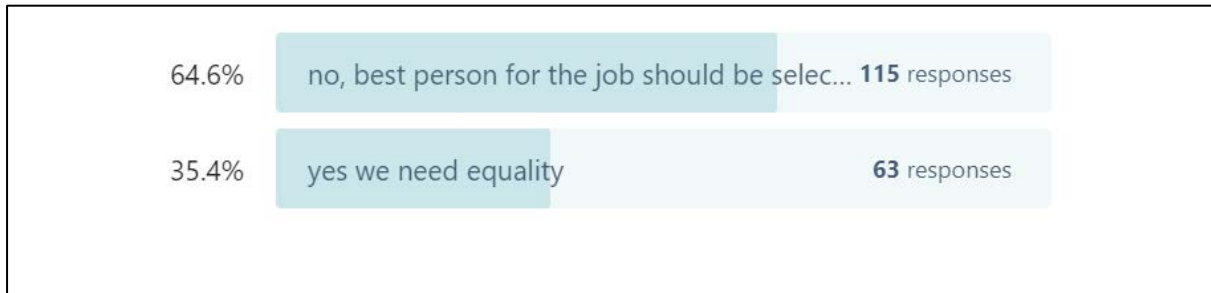 64.6% no, best person for the job should be selec... 115 responses
35.4% yes we need equality 63 responses